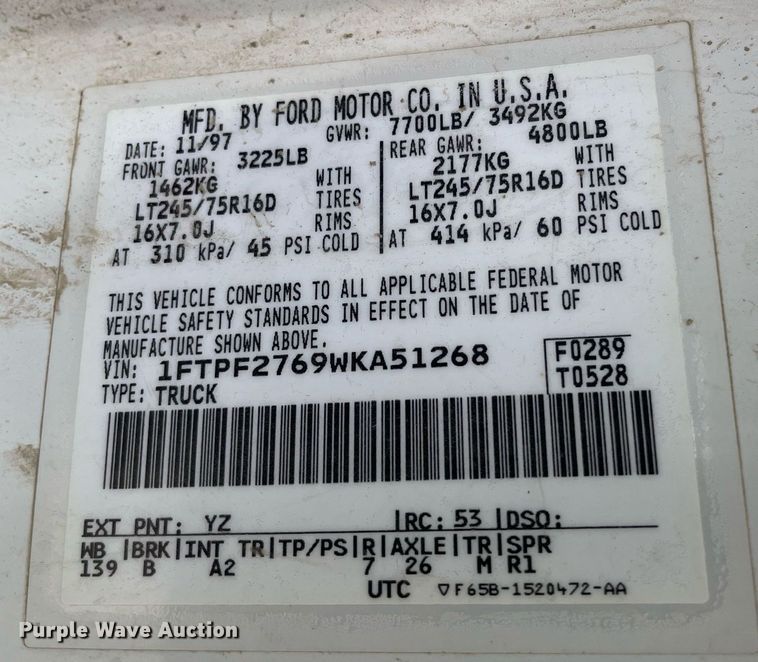 MFD. BY FORD MOTOR CO. IN U.S.A.
DATE: 11/97 GVWR: 7700LB/ 3492KG
FRONT GAWR: 3225LB REAR GAWR: 4800LB
1462KG WITH 2177KG WITH
LT245/75R16D TIRES LT245/75R16D TIRES
16X7.0J RIMS 16X7.0J RIMS
AT 310 kPa/ 45 PSI COLD AT 414 kPa/ 60 PSI COLD
THIS VEHICLE CONFORMS TO ALL APPLICABLE FEDERAL MOTOR
VEHICLE SAFETY STANDARDS IN EFFECT ON THE DATE OF
MANUFACTURE SHOWN ABOVE.
VIN: 1FTPF2769WKA51268 F0289
TYPE: TRUCK T0528
EXT PNT: YZ RC: 53 DSO:
WB BRK INT TR TP/PS R AXLE TR SPR
139 B A2 7 26 M R1
UTC ▽F65B-1520472-AA
Purple Wave Auction